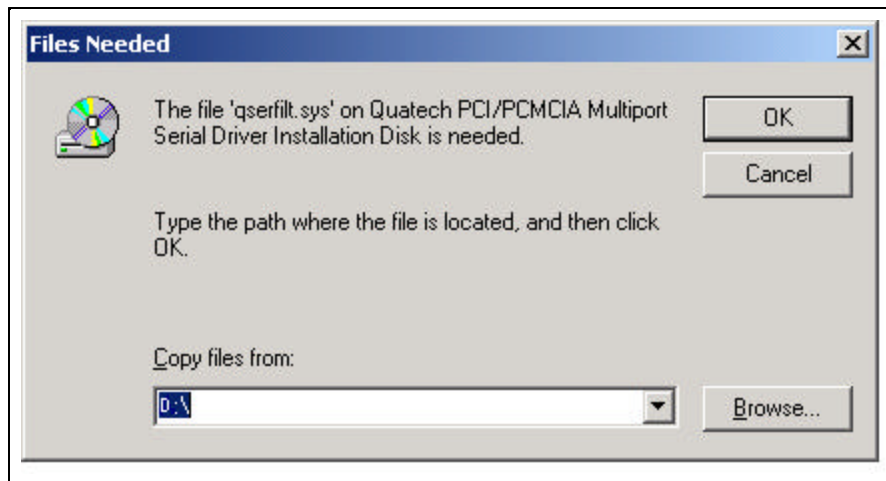 Files Needed
The file 'qserfilt.sys' on Quatech PCI/PCMCIA Multiport
Serial Driver Installation Disk is needed.
OK
Cancel
Type the path where the file is located, and then click
OK.
Copy files from:
D:\
Browse...